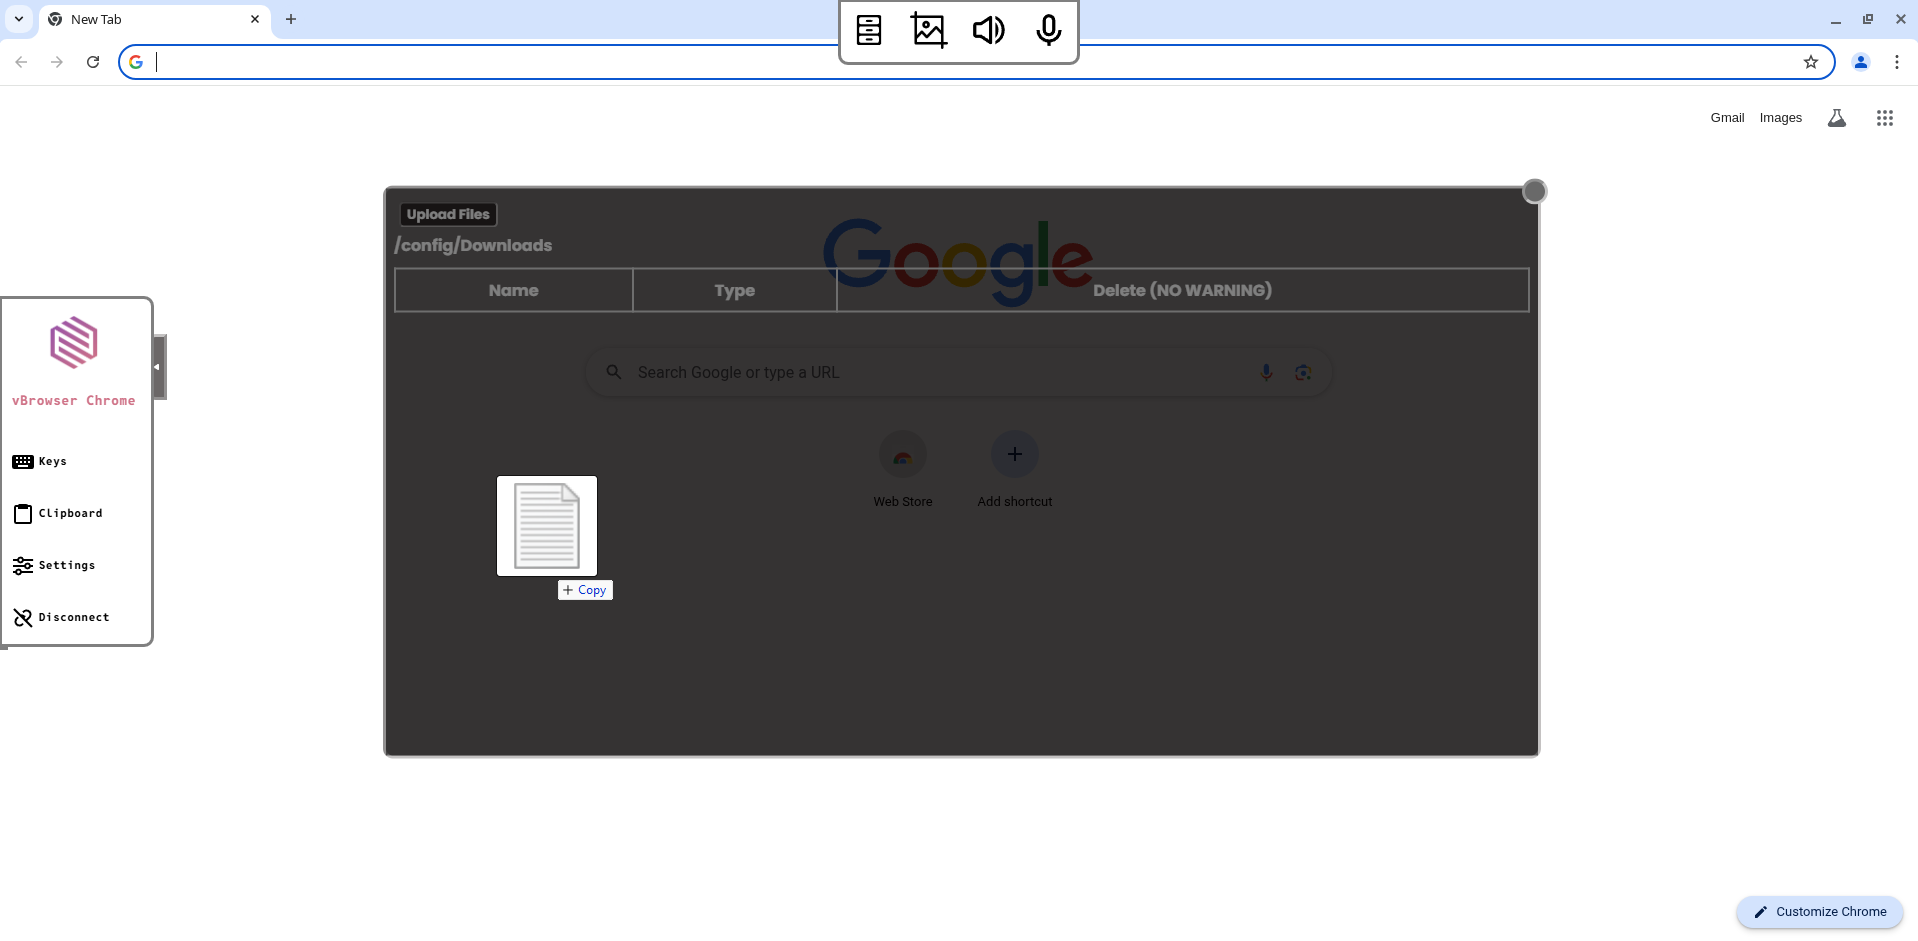 New Tab
Gmail Images
Upload Files
/config/Downloads
Google
Name Type Delete (NO WARNING)
Search Google or type a URL
vBrowser Chrome
Keys
Web Store Add shortcut
Clipboard
Settings
Copy
Disconnect
Customize Chrome